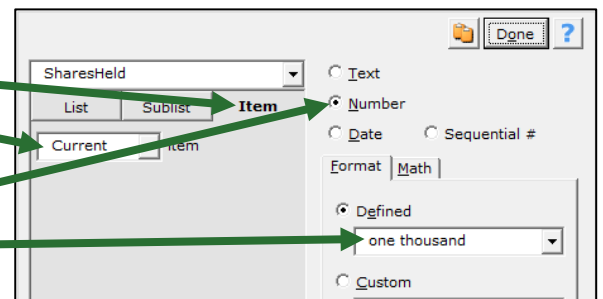 Done ?
SharesHeld
Text
List Sublist Item
Number
Date Sequential #
Current item
Format Math
Defined
one thousand
Custom